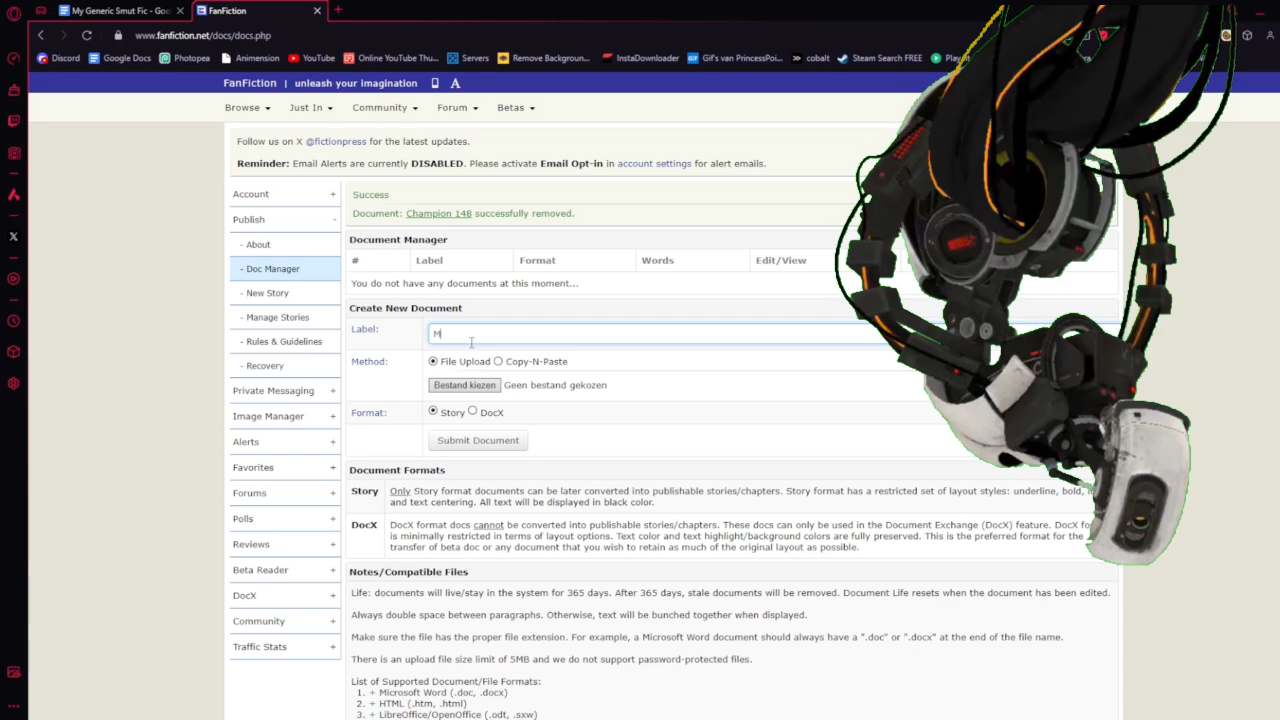 My Generic Smut Fic - Goo
FanFiction
www.fanfiction.net/docs/docs.php
Discord Google Docs Photopea Animension YouTube Online YouTube Thu... Servers Remove Backgroun... InstaDownloader Gif's van PrincessPoi... cobalt Steam Search FREE
FanFiction | unleash your imagination A
Browse Just In Community Forum Betas
Follow us on X @fictionpress for the latest updates.
Reminder: Email Alerts are currently DISABLED. Please activate Email Opt-in in account settings for alert emails.
Account +
Publish -
- About
- Doc Manager
- New Story
- Manage Stories
- Rules & Guidelines
- Recovery
Private Messaging +
Image Manager +
Alerts +
Favorites +
Forums +
Polls +
Reviews +
Beta Reader +
DocX +
Community +
Traffic Stats +
Success
Document: Champion 148 successfully removed.
Document Manager
# Label Format Words Edit/View
You do not have any documents at this moment...
Create New Document
Label: M
Method: File Upload Copy-N-Paste
Bestand kiezen Geen bestand gekozen
Format: Story DocX
Submit Document
Document Formats
Story Only Story format documents can be later converted into publishable stories/chapters. Story format has a restricted set of layout styles: underline, bold,
and text centering. All text will be displayed in black color.
DocX DocX format docs cannot be converted into publishable stories/chapters. These docs can only be used in the Document Exchange (DocX) feature. DocX
is minimally restricted in terms of layout options. Text color and text highlight/background colors are fully preserved. This is the preferred format for the
transfer of beta doc or any document that you wish to retain as much of the original layout as possible.
Notes/Compatible Files
Life: documents will live/stay in the system for 365 days. After 365 days, stale documents will be removed. Document Life resets when the document has been edited.
Always double space between paragraphs. Otherwise, text will be bunched together when displayed.
Make sure the file has the proper file extension. For example, a Microsoft Word document should always have a ".doc" or ".docx" at the end of the file name.
There is an upload file size limit of 5MB and we do not support password-protected files.
List of Supported Document/File Formats:
1. + Microsoft Word (.doc, .docx)
2. + HTML (.htm, .html)
3. + LibreOffice/OpenOffice (.odt, .sxw)